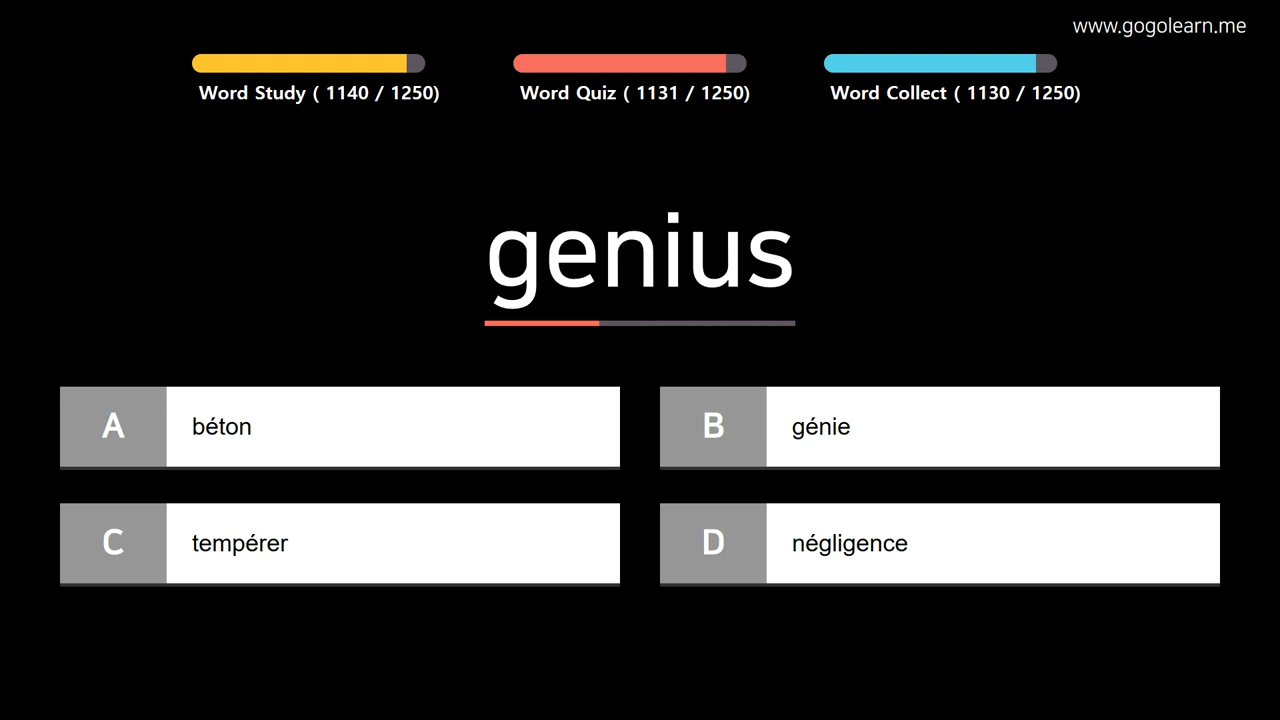 www.gogolearn.me
Word Study ( 1140 / 1250)
Word Quiz ( 1131 / 1250)
Word Collect ( 1130 / 1250)
genius
A béton
B génie
C tempérer
D négligence